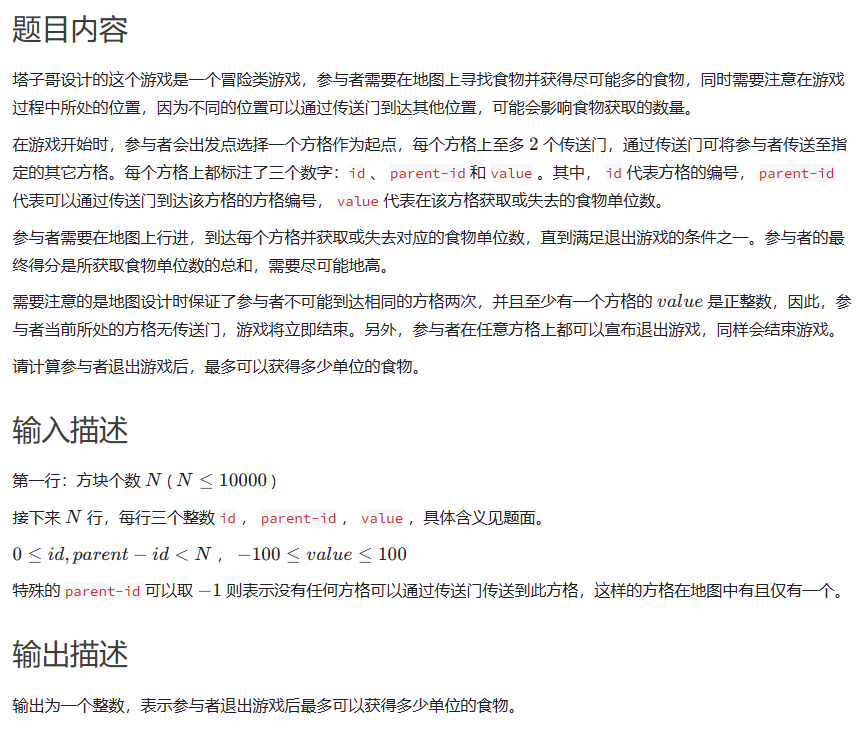 题目内容
塔子哥设计的这个游戏是一个冒险类游戏，参与者需要在地图上寻找食物并获得尽可能多的食物，同时需要注意在游戏
过程中所处的位置，因为不同的位置可以通过传送门到达其他位置，可能会影响食物获取的数量。
在游戏开始时，参与者会出发点选择一个方格作为起点，每个方格上至多 2 个传送门，通过传送门可将参与者传送至指
定的其它方格。每个方格上都标注了三个数字：id 、 parent-id 和 value 。其中， id 代表方格的编号， parent-id
代表可以通过传送门到达该方格的方格编号， value 代表在该方格获取或失去的食物单位数。
参与者需要在地图上行进，到达每个方格并获取或失去对应的食物单位数，直到满足退出游戏的条件之一。参与者的最
终得分是所获取食物单位数的总和，需要尽可能地高。
需要注意的是地图设计时保证了参与者不可能到达相同的方格两次，并且至少有一个方格的 value 是正整数，因此，参
与者当前所处的方格无传送门，游戏将立即结束。另外，参与者在任意方格上都可以宣布退出游戏，同样会结束游戏。
请计算参与者退出游戏后，最多可以获得多少单位的食物。
输入描述
第一行：方块个数 N ( N ≤ 10000 )
接下来 N 行，每行三个整数 id ， parent-id ， value ，具体含义见题面。
0 ≤ id, parent − id < N ， −100 ≤ value ≤ 100
特殊的 parent-id 可以取 −1 则表示没有任何方格可以通过传送门传送到此方格，这样的方格在地图中有且仅有一个。
输出描述
输出为一个整数，表示参与者退出游戏后最多可以获得多少单位的食物。